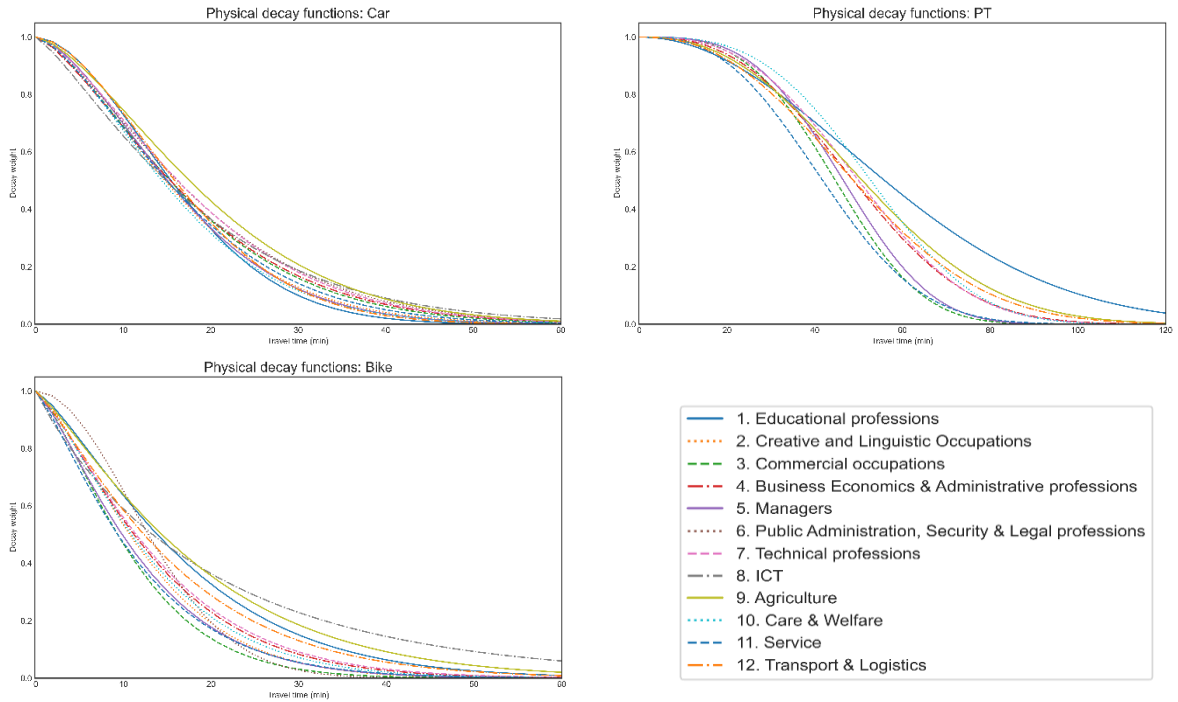 Physical decay functions: Car
1.0
0.8
0.6
0.4
0.2
0.0
Decay weight
0
10
20
30
40
50
60
Travel time (min)
Physical decay functions: PT
1.0
0.8
0.6
0.4
0.2
0.0
Decay weight
0
20
40
60
80
100
120
Travel time (min)
Physical decay functions: Bike
1.0
0.8
0.6
0.4
0.2
0.0
Decay weight
0
10
20
30
40
50
60
Travel time (min)
1. Educational professions
2. Creative and Linguistic Occupations
3. Commercial occupations
4. Business Economics & Administrative professions
5. Managers
6. Public Administration, Security & Legal professions
7. Technical professions
8. ICT
9. Agriculture
10. Care & Welfare
11. Service
12. Transport & Logistics